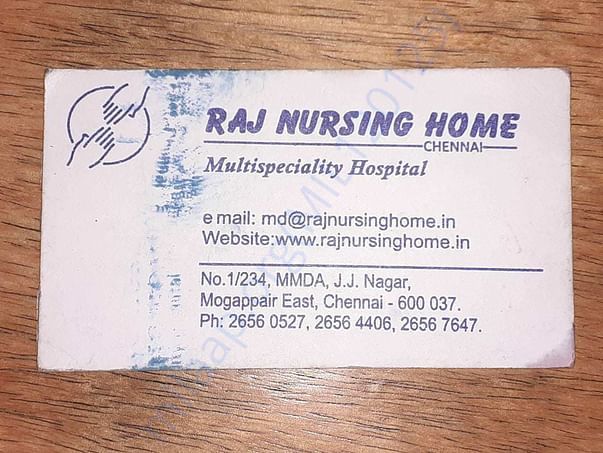 RAJ NURSING HOME
CHENNAI
Multispeciality Hospital
email: md@rajnursinghome.in
Website:www.rajnursinghome.in
No.1/234, MMDA, J.J. Nagar,
Mogappair East, Chennai - 600 037.
Ph: 2656 0527, 2656 4406, 2656 7647.